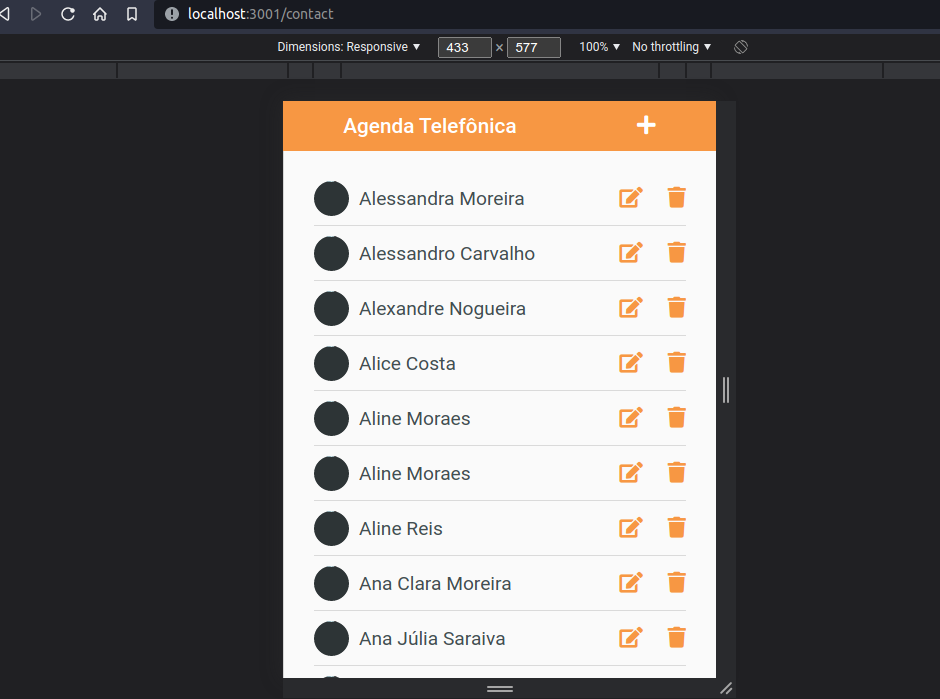 localhost:3001/contact
Dimensions: Responsive 433 × 577 100% No throttling
Agenda Telefônica
Alessandra Moreira
Alessandro Carvalho
Alexandre Nogueira
Alice Costa
Aline Moraes
Aline Moraes
Aline Reis
Ana Clara Moreira
Ana Júlia Saraiva